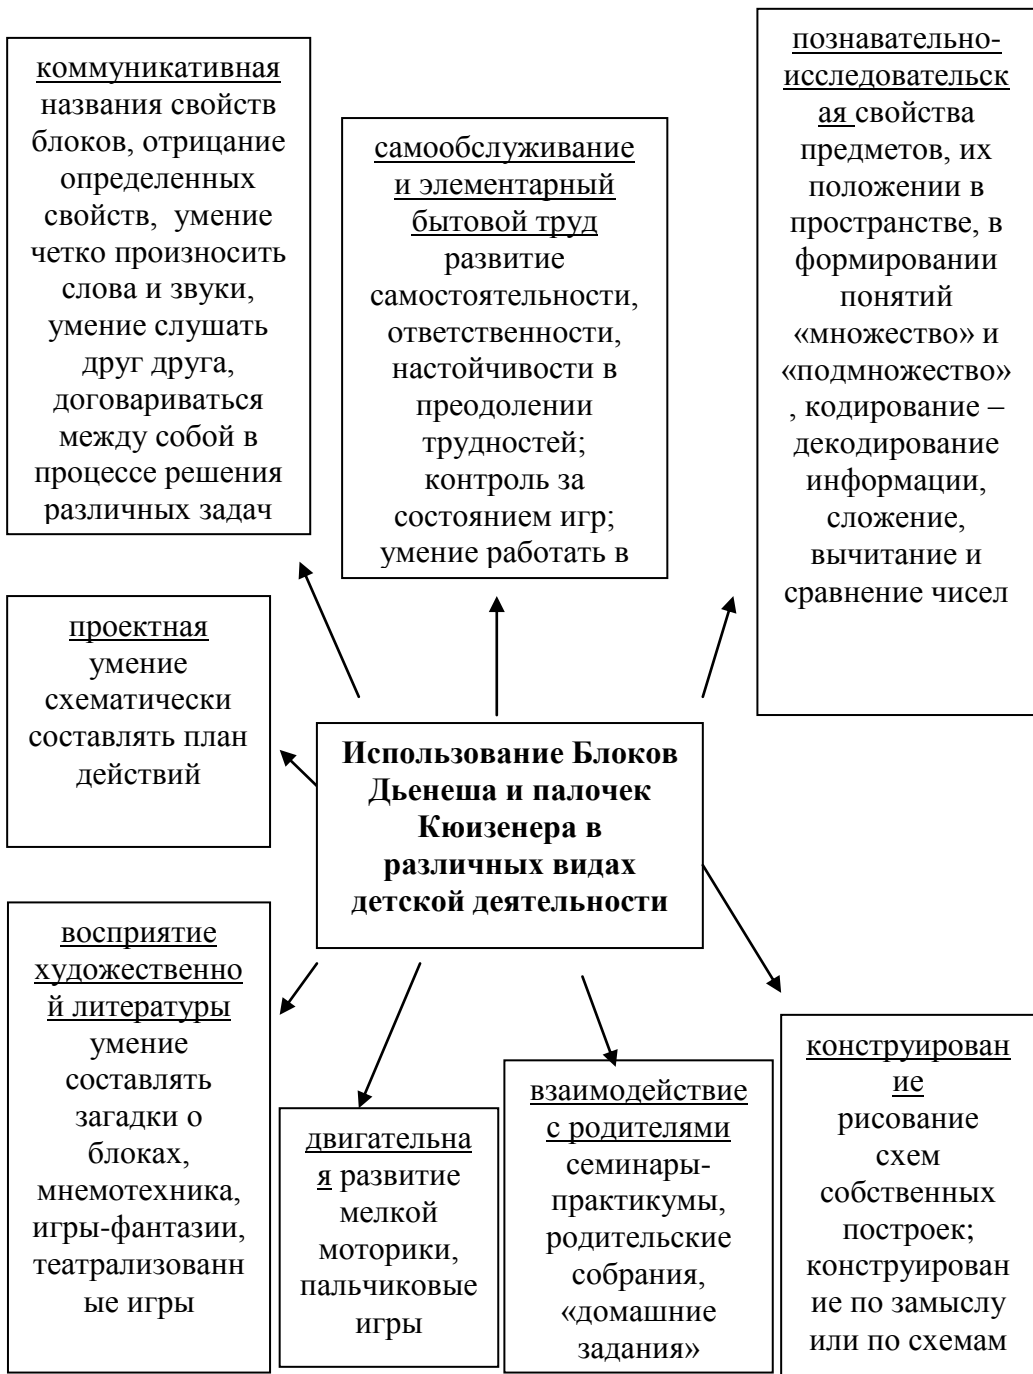 коммуникативная
названия свойств
блоков, отрицание
определенных
свойств,  умение
четко произносить
слова и звуки,
умение слушать
друг друга,
договариваться
между собой в
процессе решения
различных задач
самообслуживание
и элементарный
бытовой труд
развитие
самостоятельности,
ответственности,
настойчивости в
преодолении
трудностей;
контроль за
состоянием игр;
умение работать в
познавательно-
исследовательск
ая свойства
предметов, их
положении в
пространстве, в
формировании
понятий
«множество» и
«подмножество»
, кодирование –
декодирование
информации,
сложение,
вычитание и
сравнение чисел
проектная
умение
схематически
составлять план
действий
Использование Блоков
Дьенеша и палочек
Кюизенера в
различных видах
детской деятельности
восприятие
художественно
й литературы
умение
составлять
загадки о
блоках,
мнемотехника,
игры-фантазии,
театрализованн
ые игры
двигательна
я развитие
мелкой
моторики,
пальчиковые
игры
взаимодействие
с родителями
семинары-
практикумы,
родительские
собрания,
«домашние
задания»
конструирован
ие
рисование
схем
собственных
построек;
конструирован
ие по замыслу
или по схемам